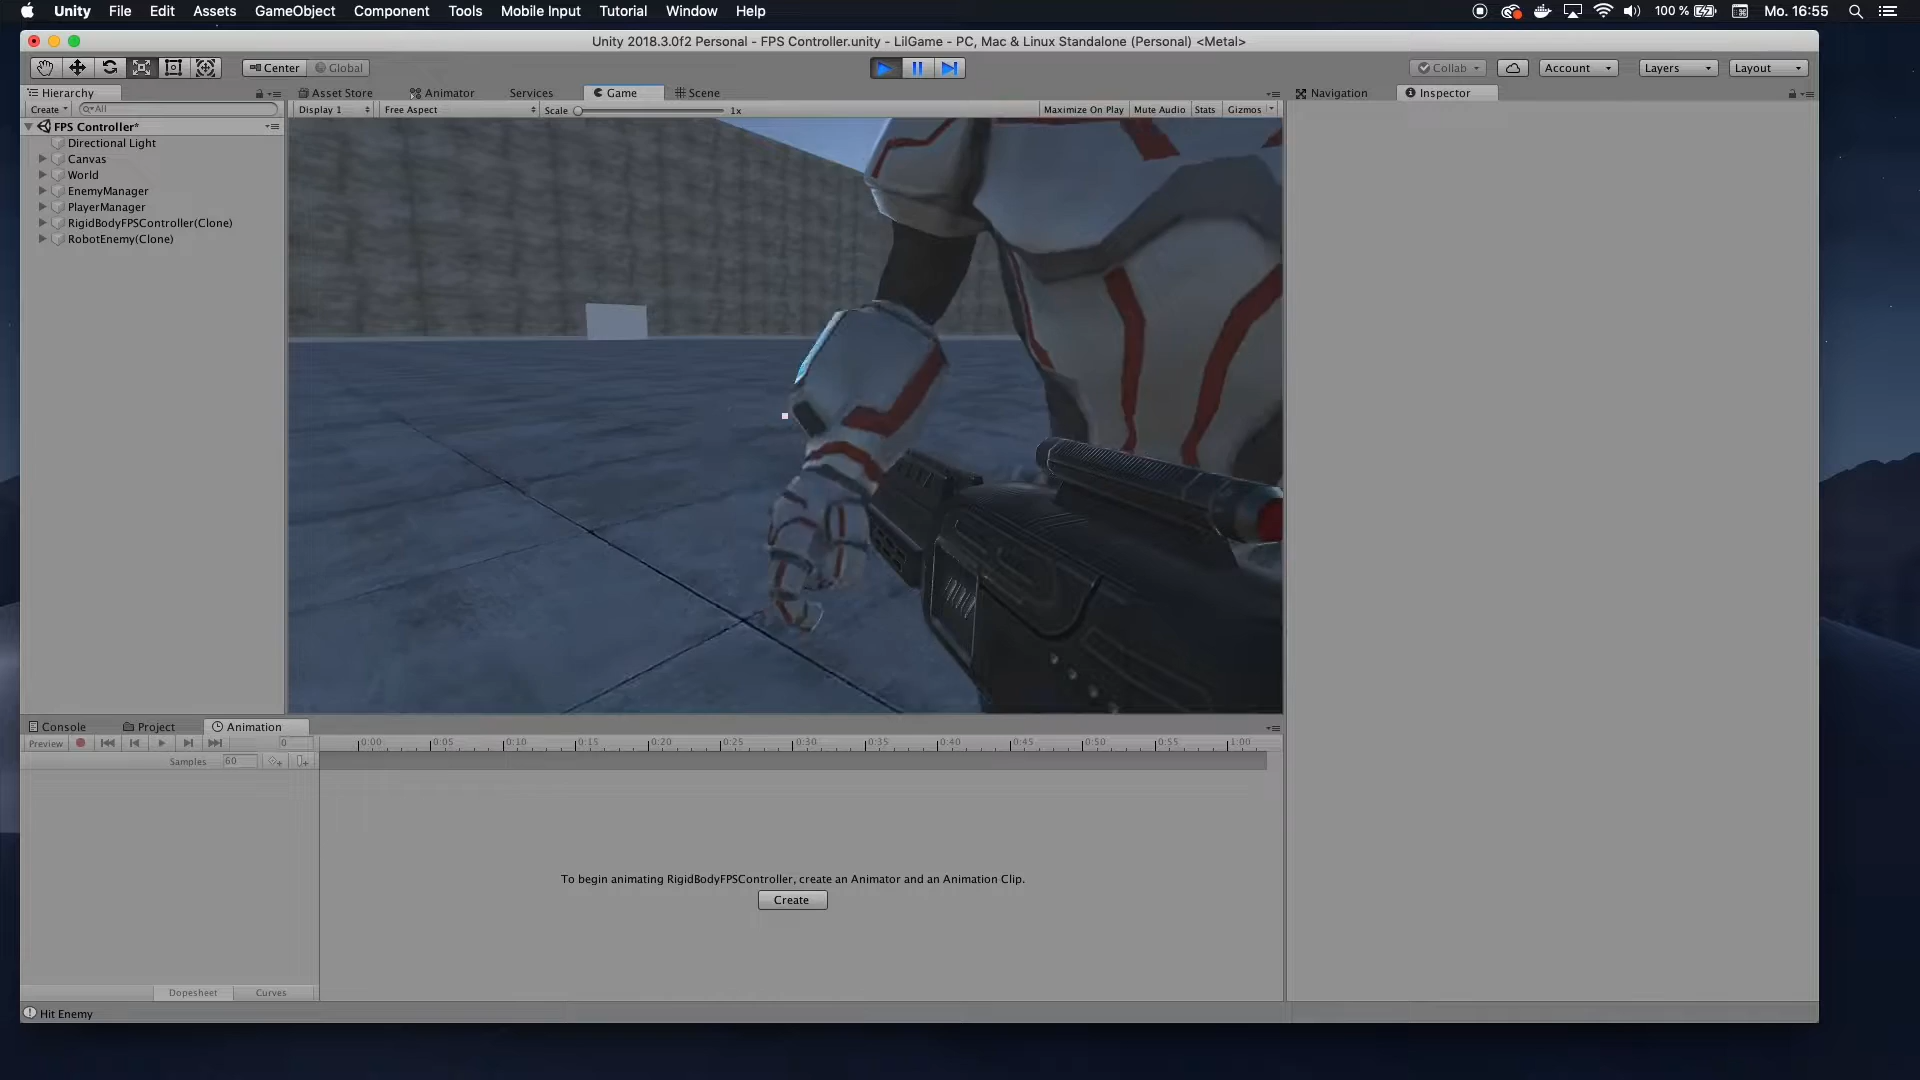 Unity File Edit Assets GameObject Component Tools Mobile Input Tutorial Window Help 100 % Mo. 16:55
Unity 2018.3.0f2 Personal - FPS Controller.unity - LilGame - PC, Mac & Linux Standalone (Personal) <Metal>
Center Global Collab Account Layers Layout
Hierarchy Asset Store Animator Services Game Scene Navigation Inspector
Create All Display 1 Free Aspect Scale 1x Maximize On Play Mute Audio Stats Gizmos
FPS Controller*
Directional Light
Canvas
World
EnemyManager
PlayerManager
RigidBodyFPSController(Clone)
RobotEnemy(Clone)
Console Project Animation
Preview 0 0:00 0:05 0:10 0:15 0:20 0:25 0:30 0:35 0:40 0:45 0:50 0:55 1:00
Samples 60
To begin animating RigidBodyFPSController, create an Animator and an Animation Clip.
Create
Dopesheet Curves
Hit Enemy